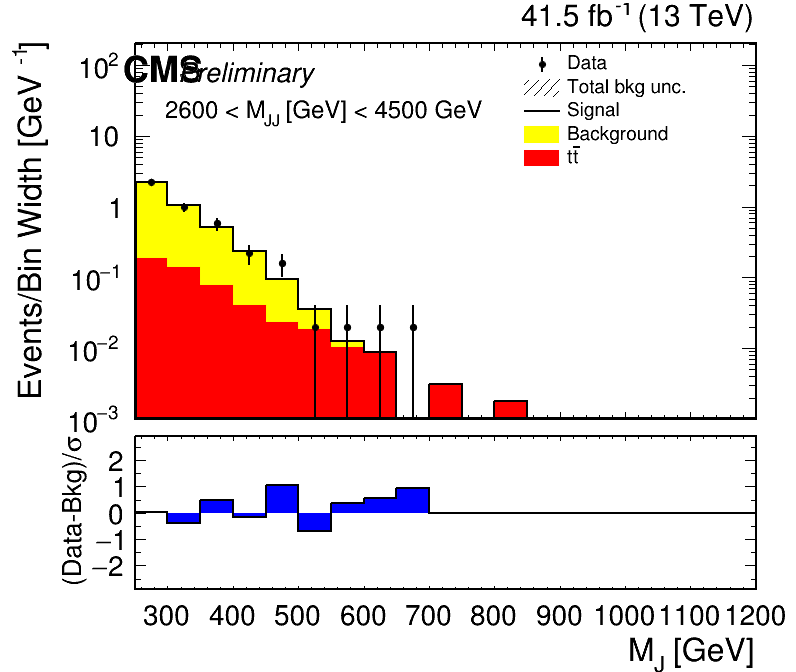 41.5 fb⁻¹ (13 TeV)
CMS Preliminary
2600 < M_JJ [GeV] < 4500 GeV
Data
Total bkg unc.
Signal
Background
tt̄
Events/Bin Width [GeV⁻¹]
10²
10
1
10⁻¹
10⁻²
10⁻³
(Data-Bkg)/σ
2
1
0
−1
−2
300 400 500 600 700 800 900 1000 1100 1200
M_J [GeV]